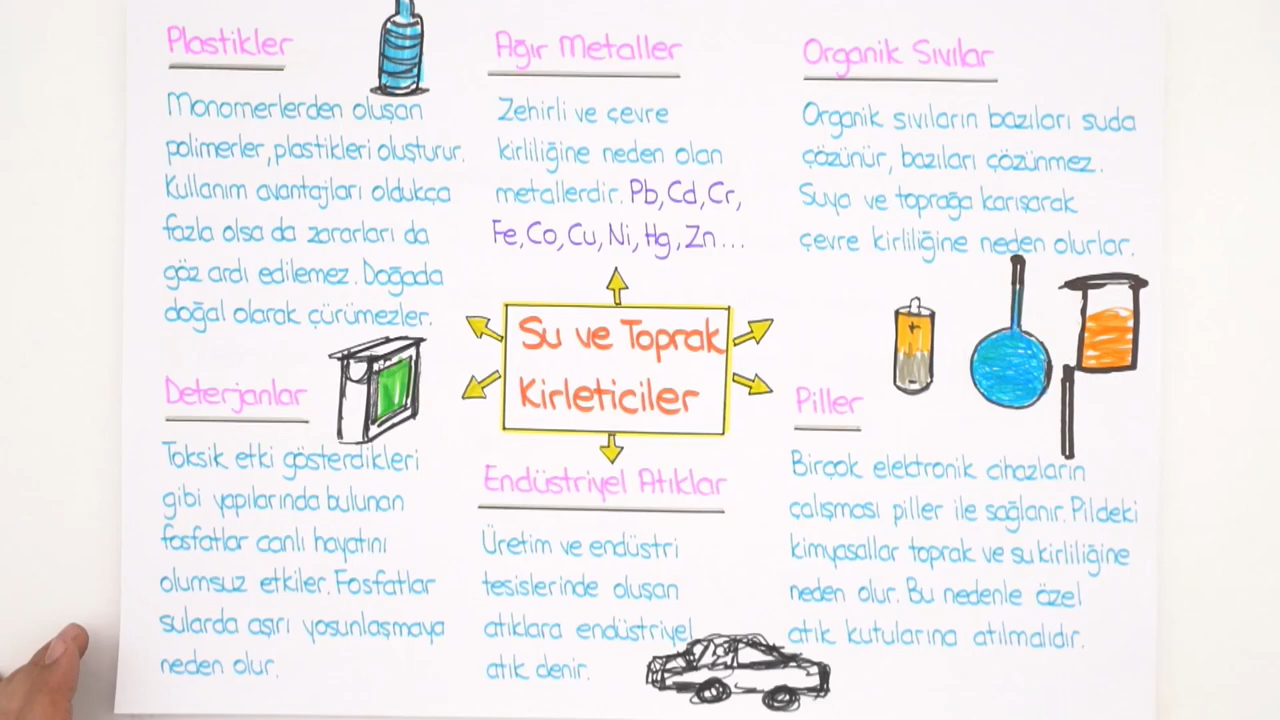 Plastikler
Monomerlerden oluşan
polimerler, plastikleri oluşturur.
Kullanım avantajları oldukça
fazla olsa da zararları da
göz ardı edilemez. Doğada
doğal olarak çürümezler.
Ağır Metaller
Zehirli ve çevre
kirliliğine neden olan
metallerdir. Pb, Cd, Cr,
Fe, Co, Cu, Ni, Hg, Zn...
Organik Sıvılar
Organik sıvıların bazıları suda
çözünür, bazıları çözünmez.
Suya ve toprağa karışarak
çevre kirliliğine neden olurlar.
Su ve Toprak
Kirleticiler
Deterjanlar
Toksik etki gösterdikleri
gibi yapılarında bulunan
fosfatlar canlı hayatını
olumsuz etkiler. Fosfatlar
sularda aşırı yosunlaşmaya
neden olur.
Endüstriyel Atıklar
Üretim ve endüstri
tesislerinde oluşan
atıklara endüstriyel
atık denir.
Piller
Birçok elektronik cihazların
çalışması piller ile sağlanır. Pildeki
kimyasallar toprak ve su kirliliğine
neden olur. Bu nedenle özel
atık kutularına atılmalıdır.